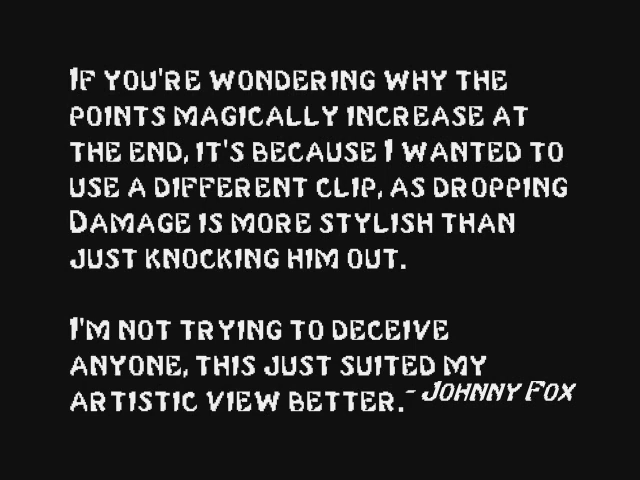 If you're wondering why the
points magically increase at
the end, it's because I wanted to
use a different clip, as dropping
Damage is more stylish than
just knocking him out.
I'm not trying to deceive
anyone, this just suited my
artistic view better. - Johnny Fox